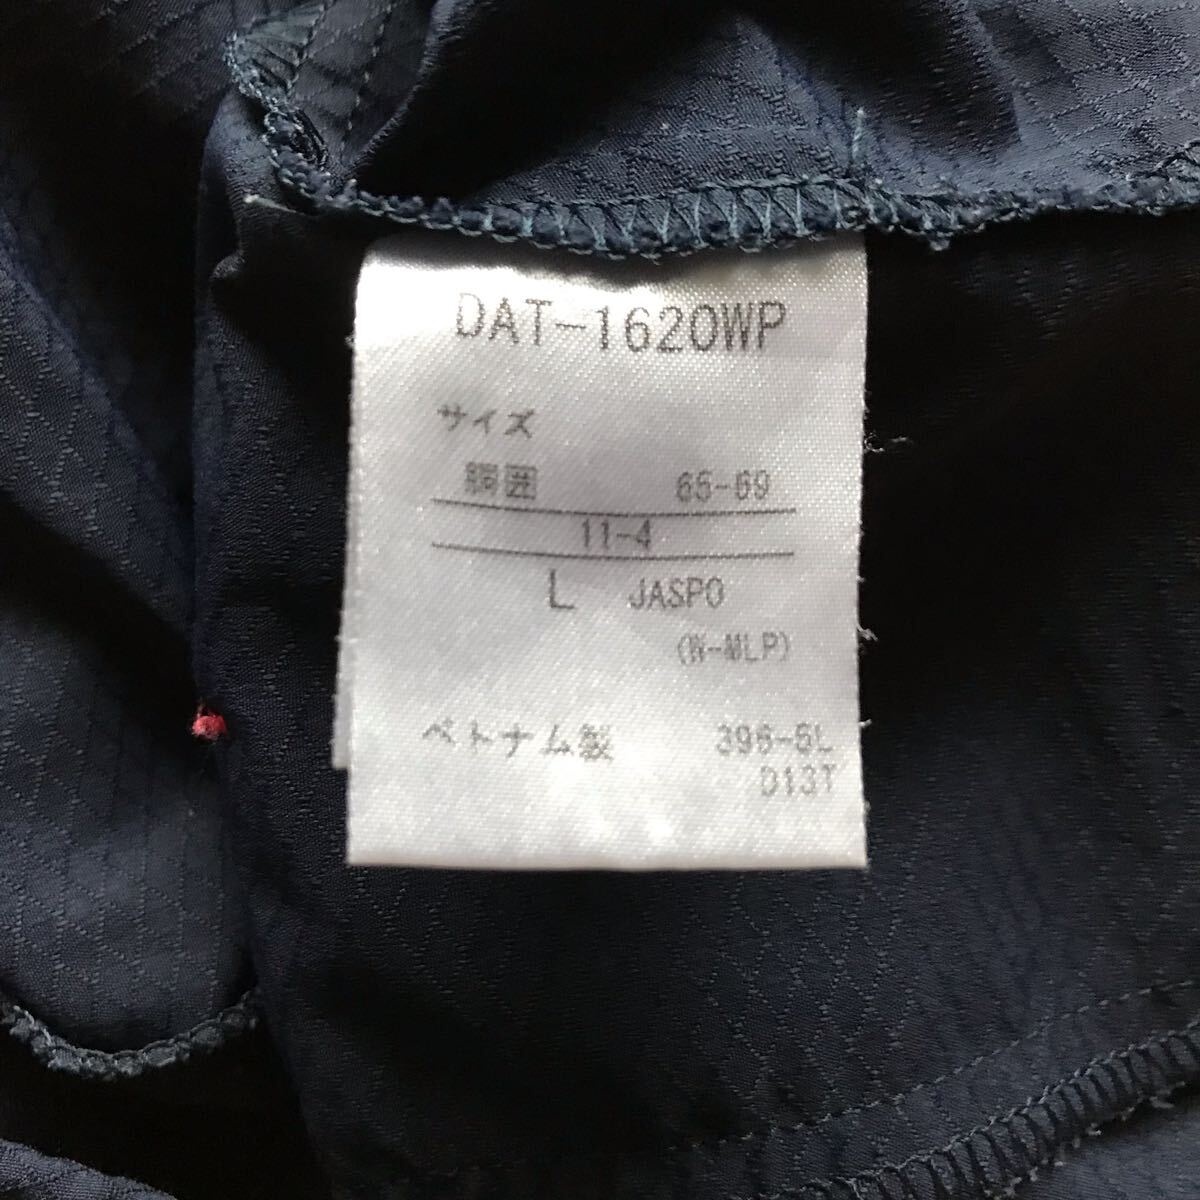 DAT-1620WP
サイズ
胴囲 65-69
11-4
L JASPO
(W-MLP)
ベトナム製 396-6L
D13T